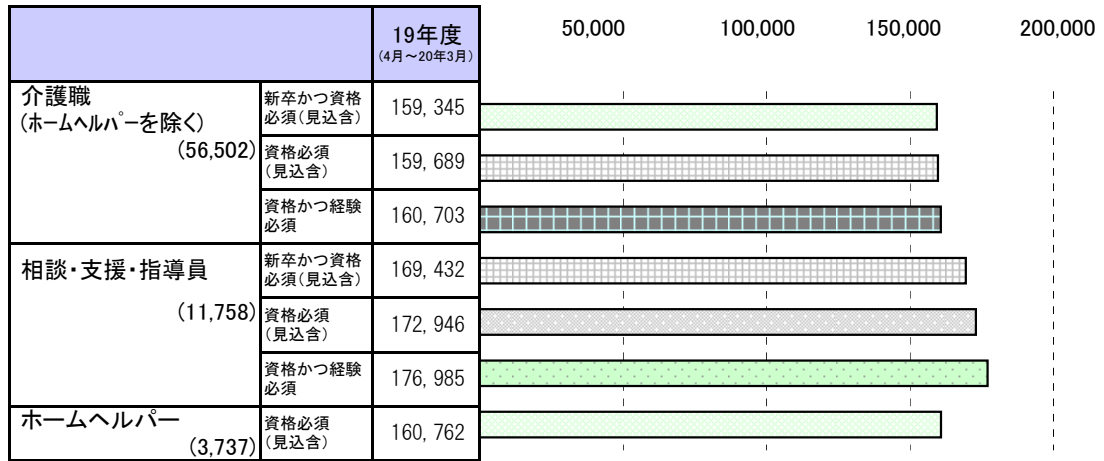 19年度
(4月～20年3月)
50,000 100,000 150,000 200,000
介護職
(ホームヘルパーを除く)
(56,502)
新卒かつ資格
必須(見込含)
159,345
資格必須
(見込含)
159,689
資格かつ経験
必須
160,703
相談・支援・指導員
(11,758)
新卒かつ資格
必須(見込含)
169,432
資格必須
(見込含)
172,946
資格かつ経験
必須
176,985
ホームヘルパー
(3,737)
資格必須
(見込含)
160,762